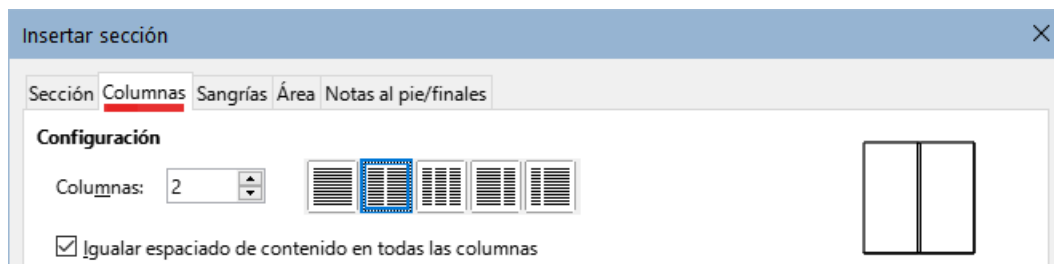 Insertar sección
Sección Columnas Sangrías Área Notas al pie/finales
Configuración
Columnas: 2
Igualar espaciado de contenido en todas las columnas